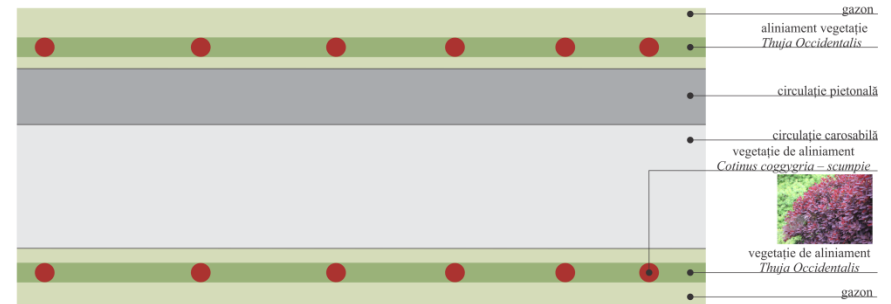 gazon
aliniament vegetație
Thuja Occidentalis
circulație pietonală
circulație carosabilă
vegetație de aliniament
Cotinus coggygria – scumpie
vegetație de aliniament
Thuja Occidentalis
gazon